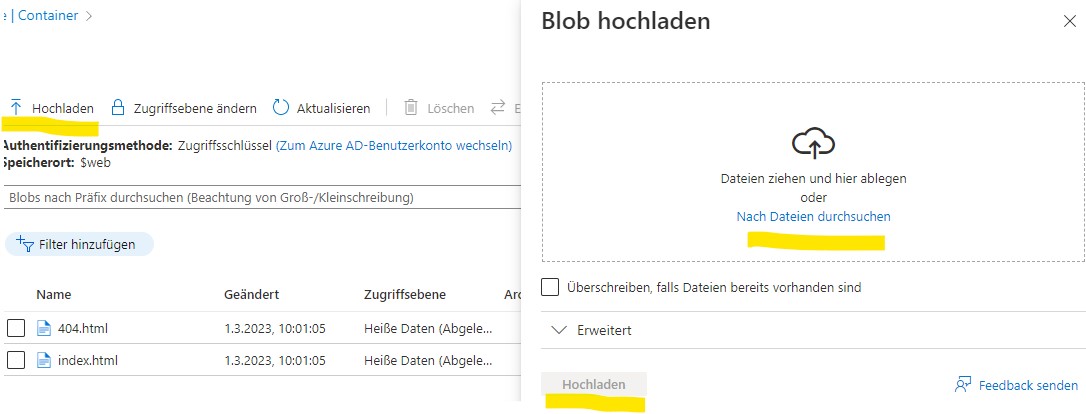 e | Container >
Hochladen Zugriffsebene ändern Aktualisieren Löschen E
Authentifizierungsmethode: Zugriffsschlüssel (Zum Azure AD-Benutzerkonto wechseln)
Speicherort: $web
Blobs nach Präfix durchsuchen (Beachtung von Groß-/Kleinschreibung)
Filter hinzufügen
Name Geändert Zugriffsebene Arc
404.html 1.3.2023, 10:01:05 Heiße Daten (Abgele...
index.html 1.3.2023, 10:01:05 Heiße Daten (Abgele...
Blob hochladen
Dateien ziehen und hier ablegen
oder
Nach Dateien durchsuchen
Überschreiben, falls Dateien bereits vorhanden sind
Erweitert
Hochladen
Feedback senden